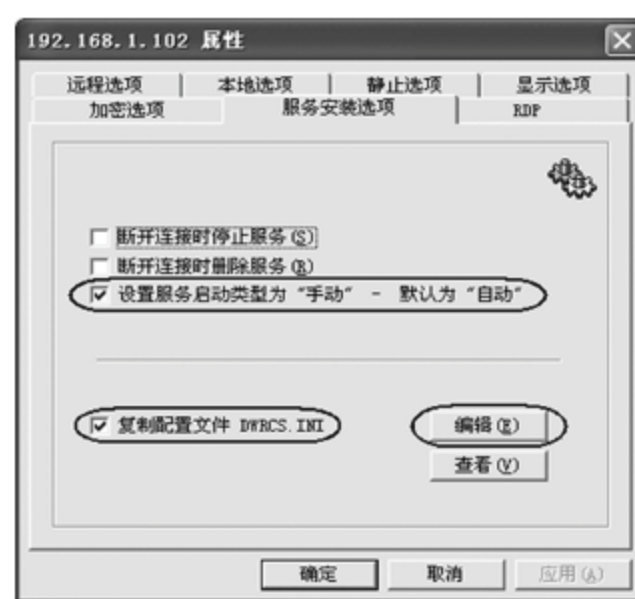 192.168.1.102 属性
远程选项 本地选项 静止选项 显示选项
加密选项 服务安装选项 RDP
断开连接时停止服务(S)
断开连接时删除服务(R)
设置服务启动类型为“手动” - 默认为“自动”
复制配置文件 DWRCS.INI
编辑(E)
查看(V)
确定 取消 应用(A)